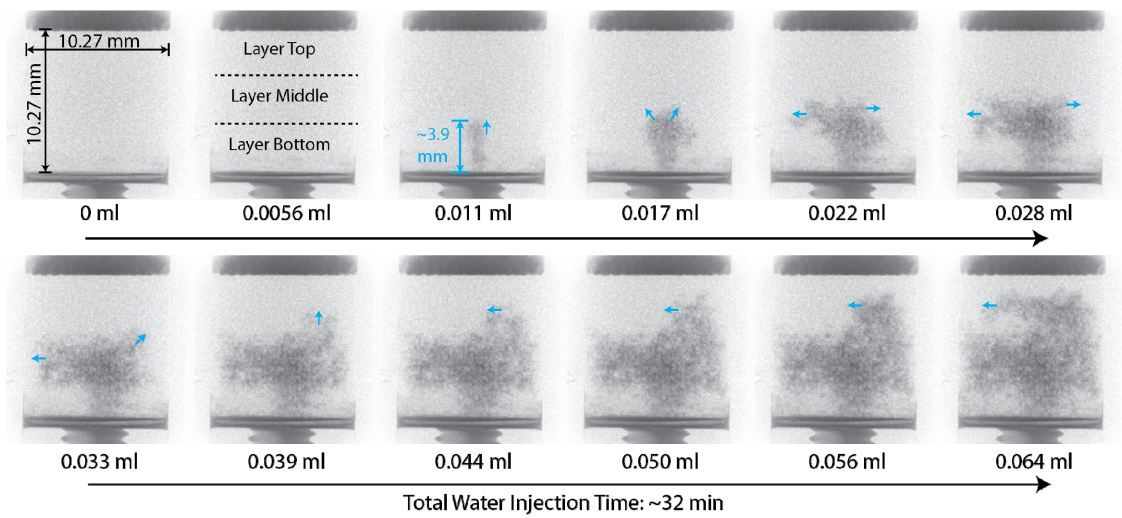 10.27 mm
10.27 mm
Layer Top
Layer Middle
Layer Bottom
~3.9
mm
0 ml
0.0056 ml
0.011 ml
0.017 ml
0.022 ml
0.028 ml
0.033 ml
0.039 ml
0.044 ml
0.050 ml
0.056 ml
0.064 ml
Total Water Injection Time: ~32 min